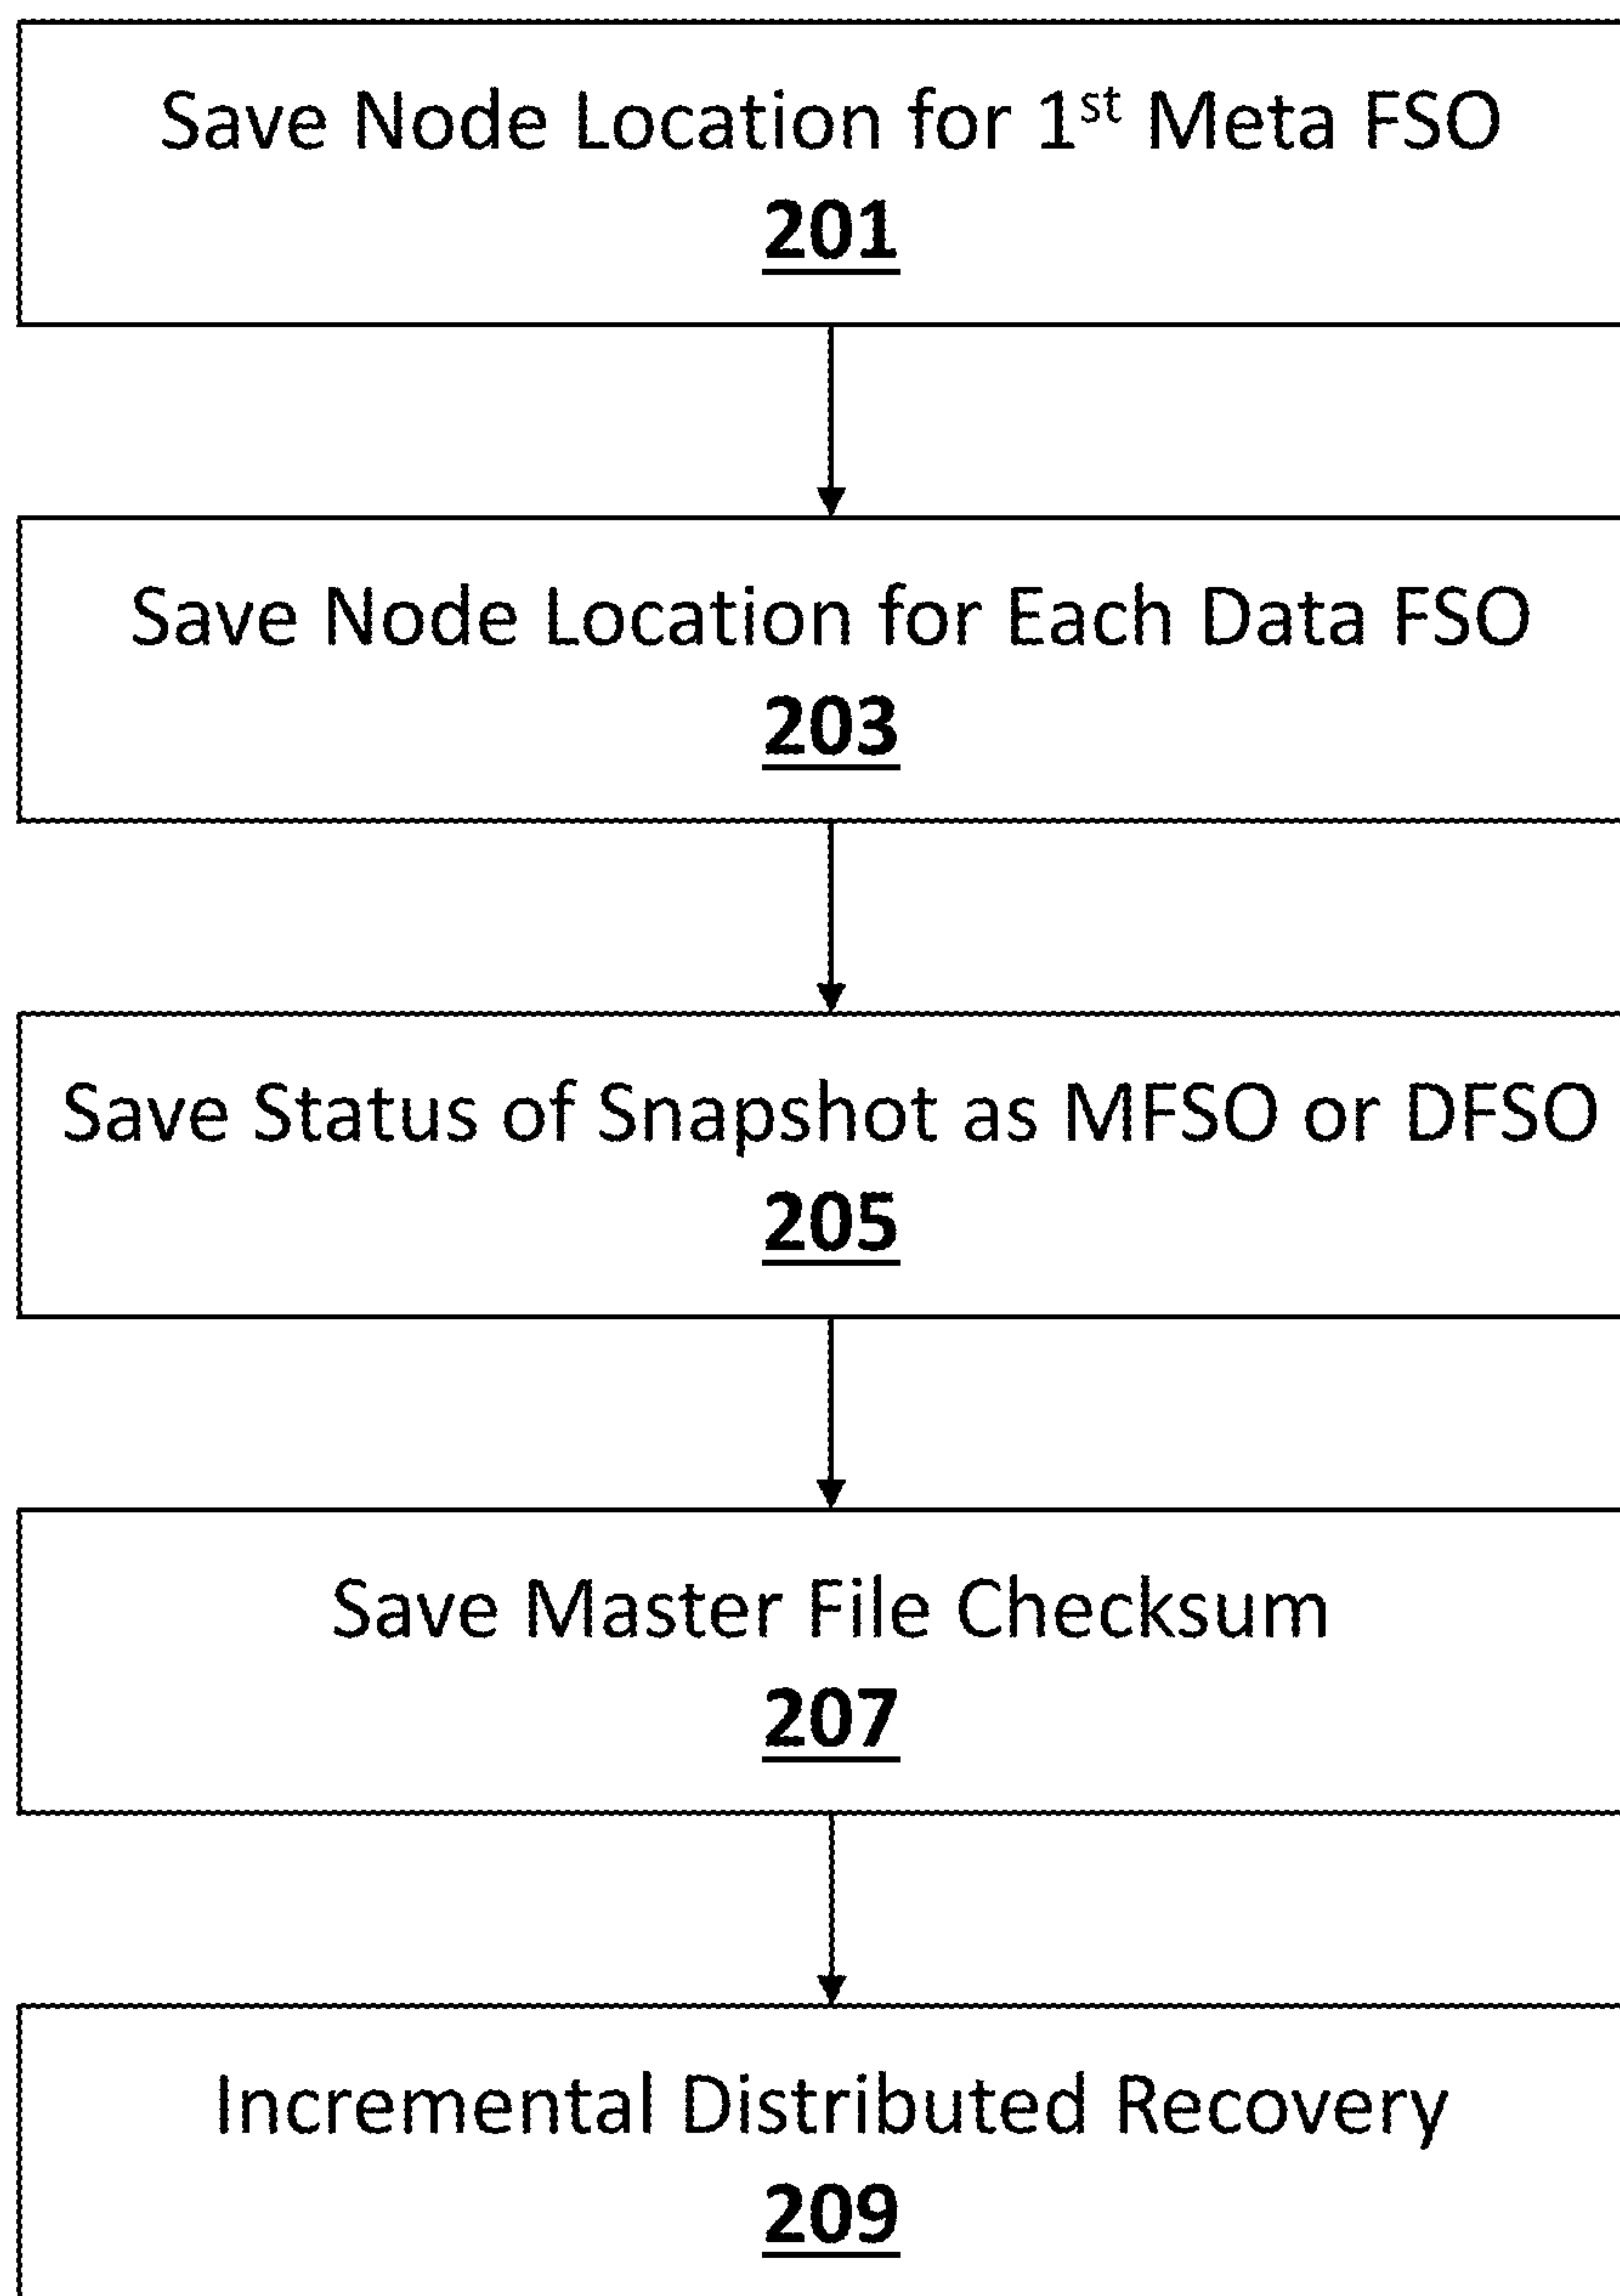 Save Node Location for 1st Meta FSO
201
Save Node Location for Each Data FSO
203
Save Status of Snapshot as MFSO or DFSO
205
Save Master File Checksum
207
Incremental Distributed Recovery
209